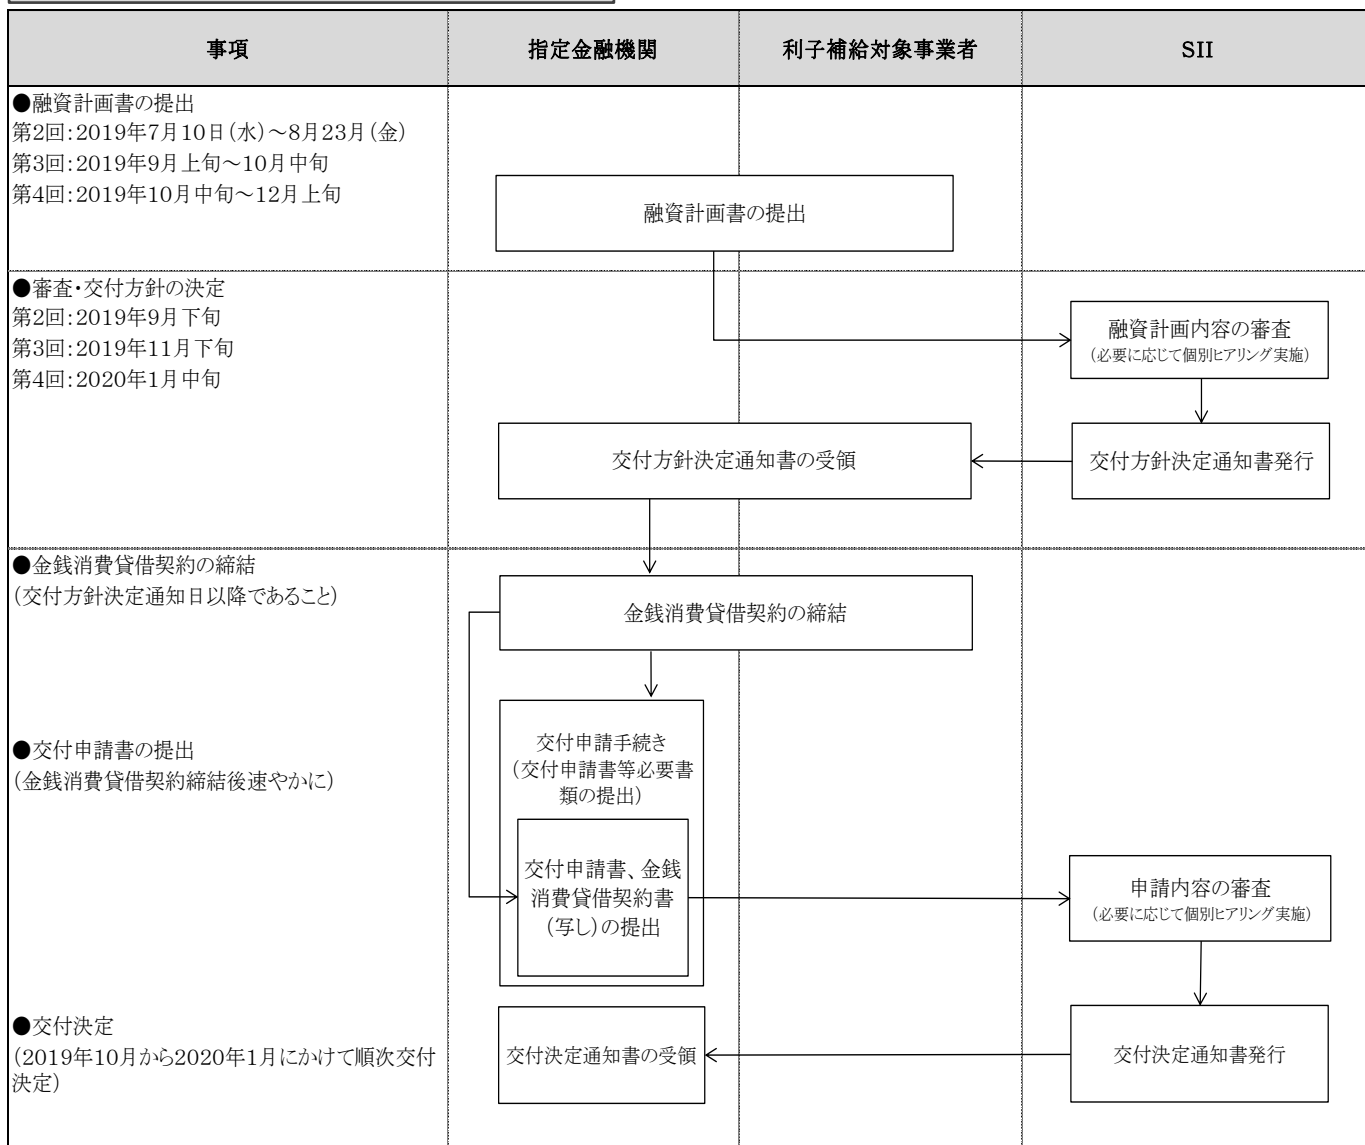 事項
指定金融機関
利子補給対象事業者
SII
●融資計画書の提出
第2回:2019年7月10日(水)～8月23日(金)
第3回:2019年9月上旬～10月中旬
第4回:2019年10月中旬～12月上旬
融資計画書の提出
●審査・交付方針の決定
第2回:2019年9月下旬
第3回:2019年11月下旬
第4回:2020年1月中旬
融資計画内容の審査
(必要に応じて個別ヒアリング実施)
交付方針決定通知書の受領
交付方針決定通知書発行
●金銭消費貸借契約の締結
(交付方針決定通知日以降であること)
金銭消費貸借契約の締結
●交付申請書の提出
(金銭消費貸借契約締結後速やかに)
交付申請手続き
(交付申請書等必要書
類の提出)
交付申請書、金銭
消費貸借契約書
(写し)の提出
申請内容の審査
(必要に応じて個別ヒアリング実施)
●交付決定
(2019年10月から2020年1月にかけて順次交付
決定)
交付決定通知書の受領
交付決定通知書発行